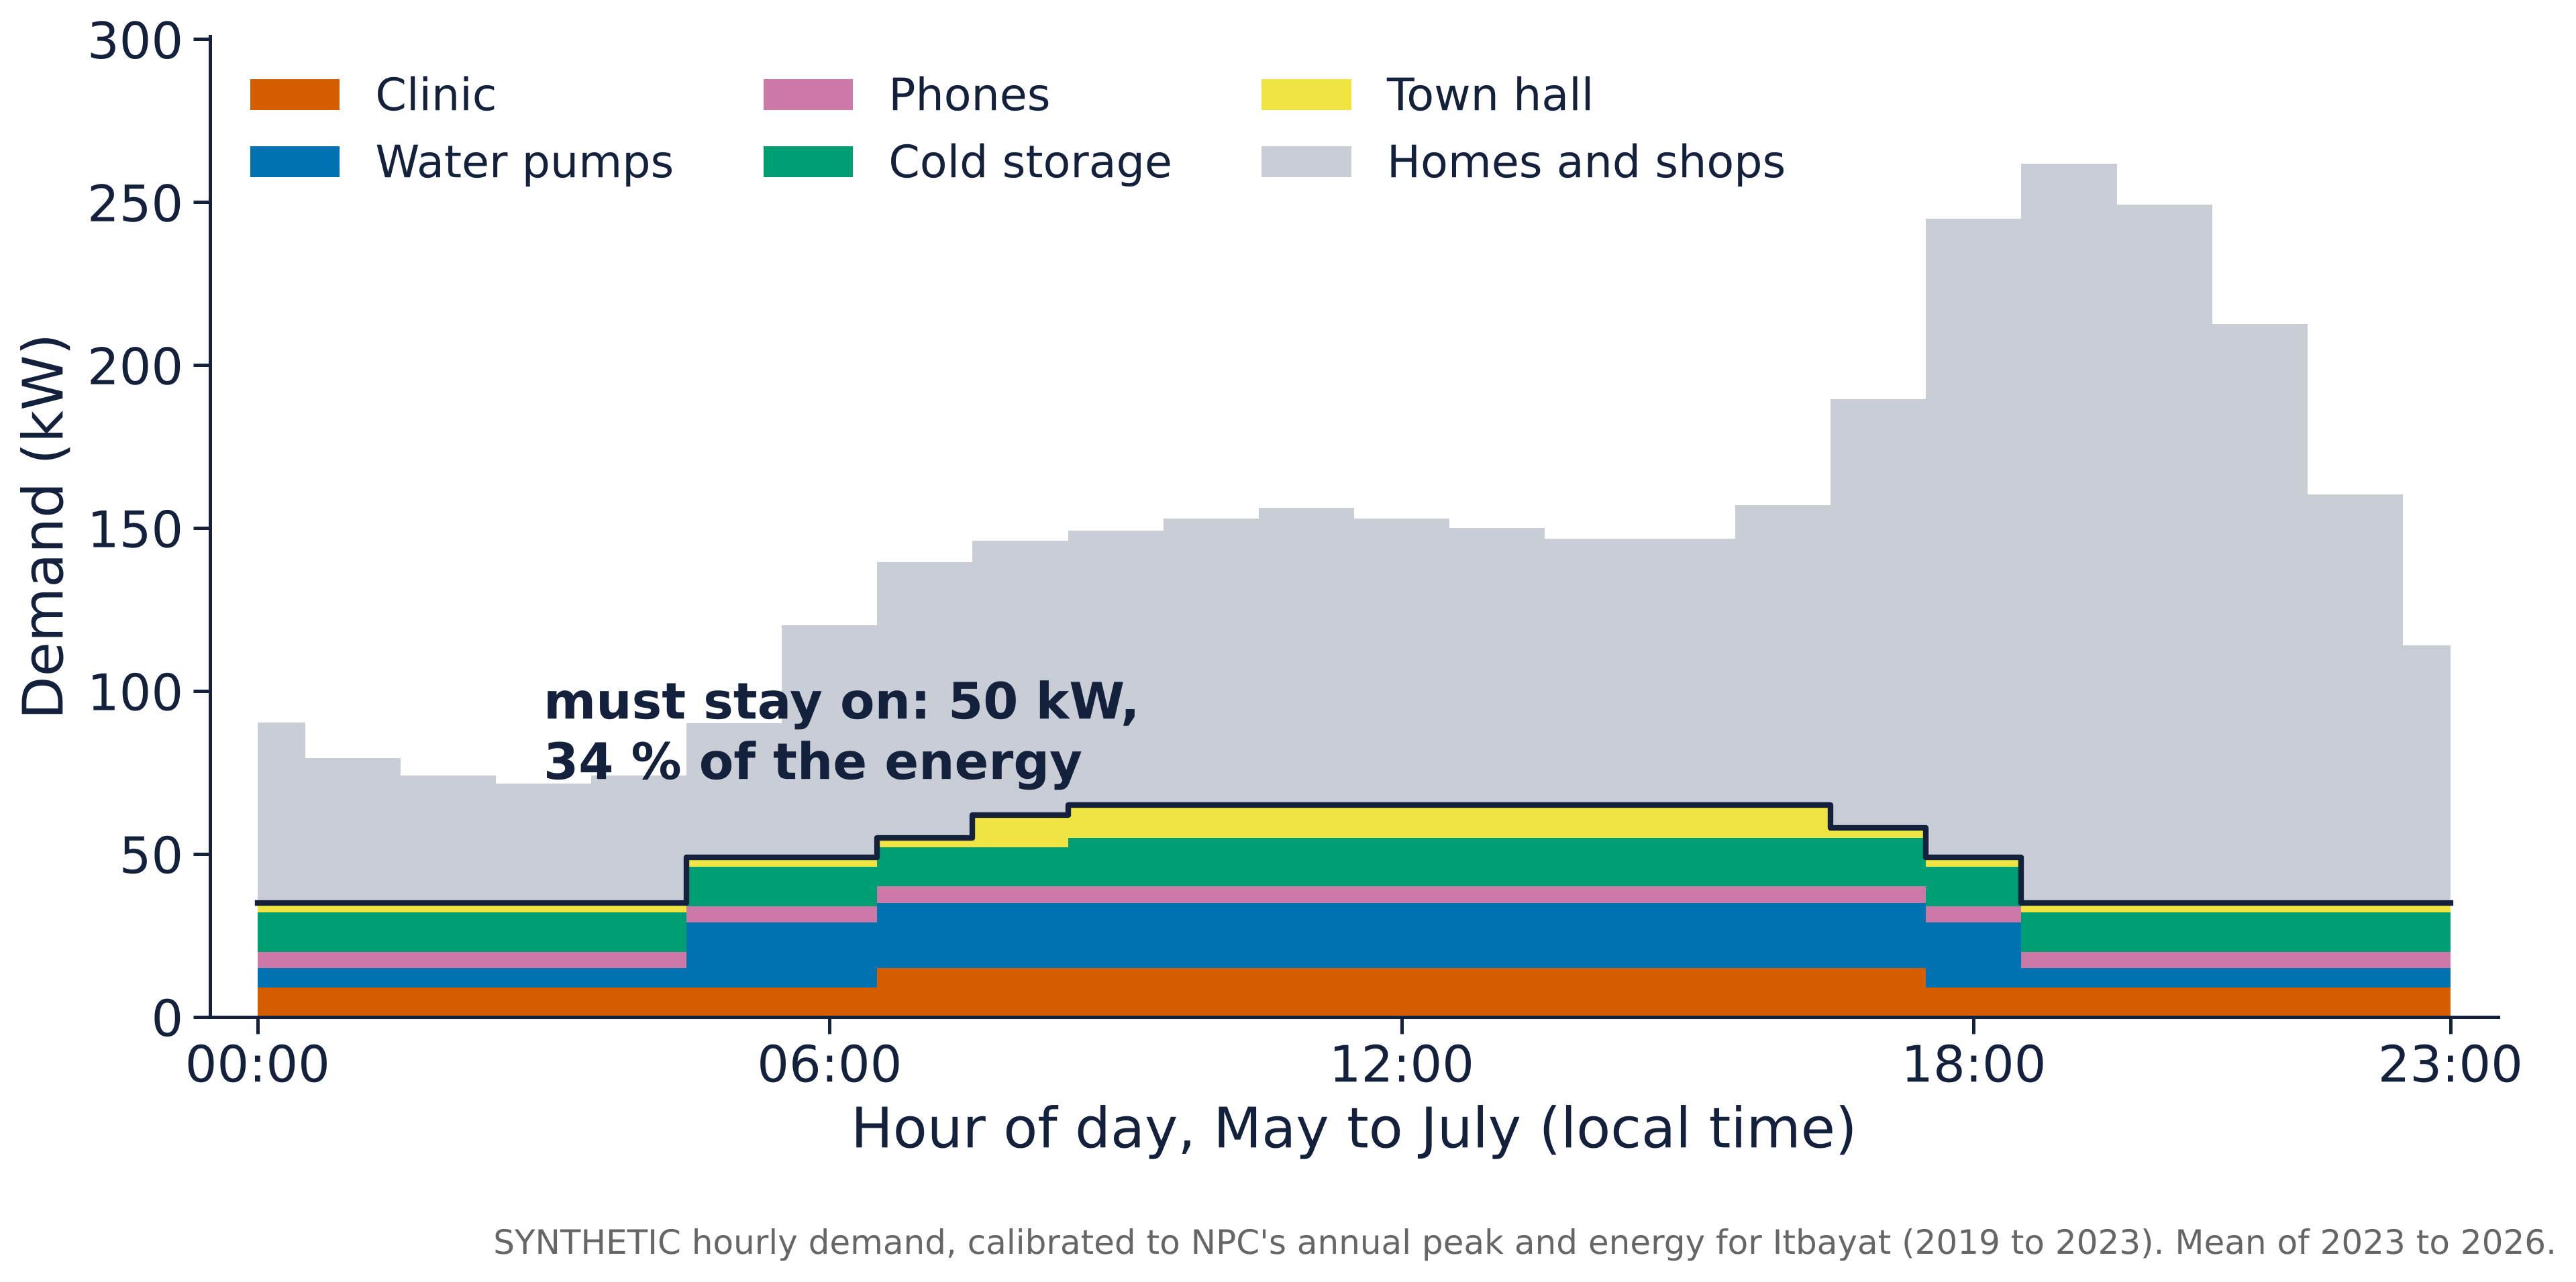 300
250
200
150
100
50
0
Demand (kW)
Clinic
Water pumps
Phones
Cold storage
Town hall
Homes and shops
must stay on: 50 kW,
34 % of the energy
00:00
06:00
12:00
18:00
23:00
Hour of day, May to July (local time)
SYNTHETIC hourly demand, calibrated to NPC's annual peak and energy for Itbayat (2019 to 2023). Mean of 2023 to 2026.